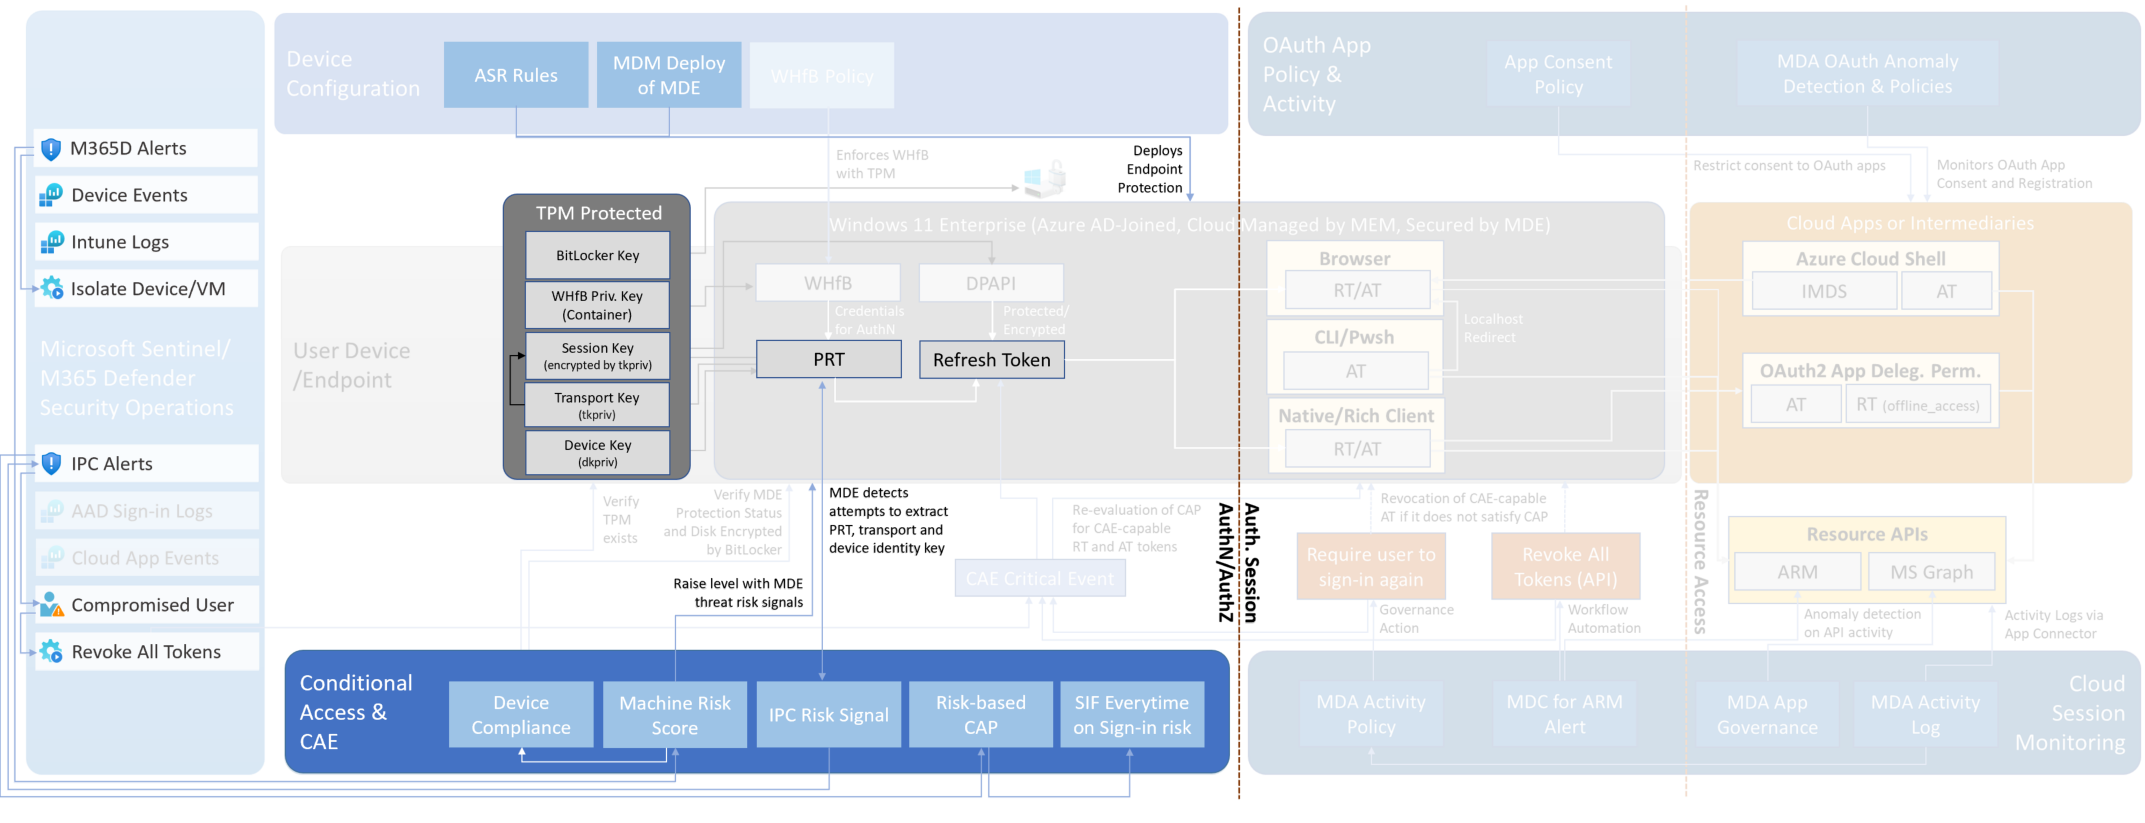 M365D Alerts
Device Events
Intune Logs
Isolate Device/VM
Microsoft Sentinel/
M365 Defender
Security Operations
IPC Alerts
AAD Sign-in Logs
Cloud App Events
Compromised User
Revoke All Tokens
Device
Configuration
ASR Rules
MDM Deploy
of MDE
WHfB Policy
Enforces WHfB
with TPM
Deploys
Endpoint
Protection
User Device
/Endpoint
TPM Protected
BitLocker Key
WHfB Priv. Key
(Container)
Session Key
(encrypted by tkpriv)
Transport Key
(tkpriv)
Device Key
(dkpriv)
Windows 11 Enterprise (Azure AD-Joined, Cloud Managed by MEM, Secured by MDE)
WHfB
DPAPI
Credentials
for AuthN
Protected/
Encrypted
PRT
Refresh Token
Browser
RT/AT
CLI/Pwsh
AT
Native/Rich Client
RT/AT
Localhost
Redirect
Verify
TPM
exists
Verify MDE
Protection Status
and Disk Encrypted
by BitLocker
MDE detects
attempts to extract
PRT, transport and
device identity key
Raise level with MDE
threat risk signals
Re-evaluation of CAP
for CAE-capable
RT and AT tokens
CAE Critical Event
AuthN/AuthZ
Auth. Session
Conditional
Access &
CAE
Device
Compliance
Machine Risk
Score
IPC Risk Signal
Risk-based
CAP
SIF Everytime
on Sign-in risk
OAuth App
Policy &
Activity
App Consent
Policy
MDA OAuth Anomaly
Detection & Policies
Restrict consent to OAuth apps
Monitors OAuth App
Consent and Registration
Cloud Apps or Intermediaries
Azure Cloud Shell
IMDS
AT
OAuth2 App Deleg. Perm.
AT
RT (offline_access)
Revocation of CAE-capable
AT if it does not satisfy CAP
Require user to
sign-in again
Revoke All
Tokens (API)
Governance
Action
Workflow
Automation
Resource Access
Resource APIs
ARM
MS Graph
Anomaly detection
on API activity
Activity Logs via
App Connector
MDA Activity
Policy
MDC for ARM
Alert
MDA App
Governance
MDA Activity
Log
Cloud
Session
Monitoring